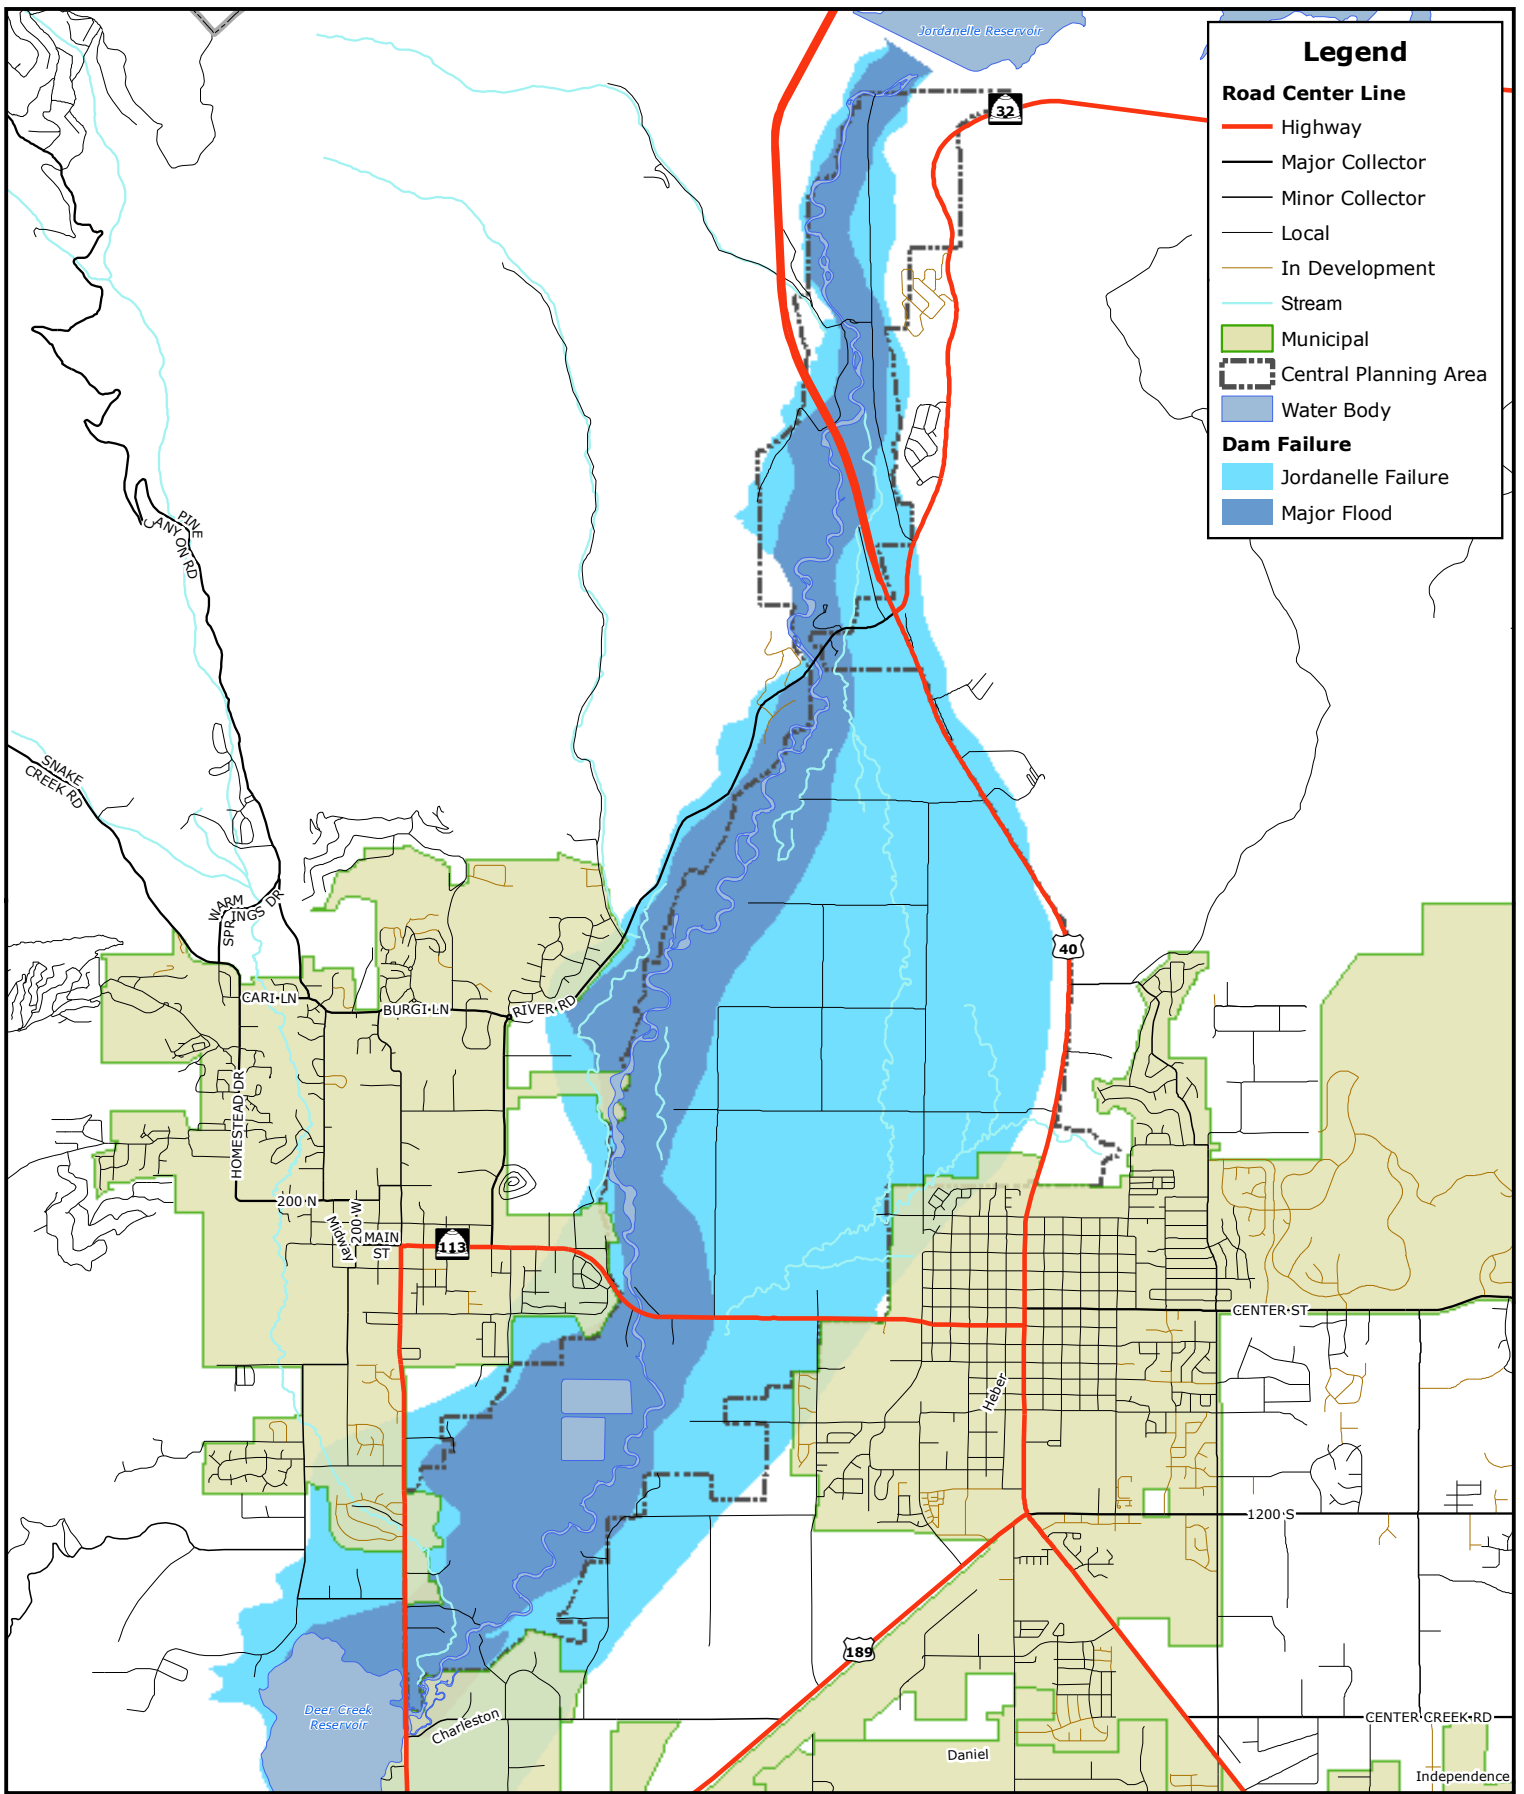 Jordanelle Reservoir
Legend
Road Center Line
Highway
Major Collector
Minor Collector
Local
In Development
Stream
Municipal
Central Planning Area
Water Body
Dam Failure
Jordanelle Failure
Major Flood
32
PINE
CANYON RD
SNAKE
CREEK RD
WARM
SPRINGS DR
40
CARI LN
BURGI LN
RIVER RD
HOMESTEAD DR
200 N
200 W
Midway
MAIN
ST
113
CENTER ST
Heber
1200 S
189
Deer Creek
Reservoir
Charleston
CENTER CREEK RD
Daniel
Independence